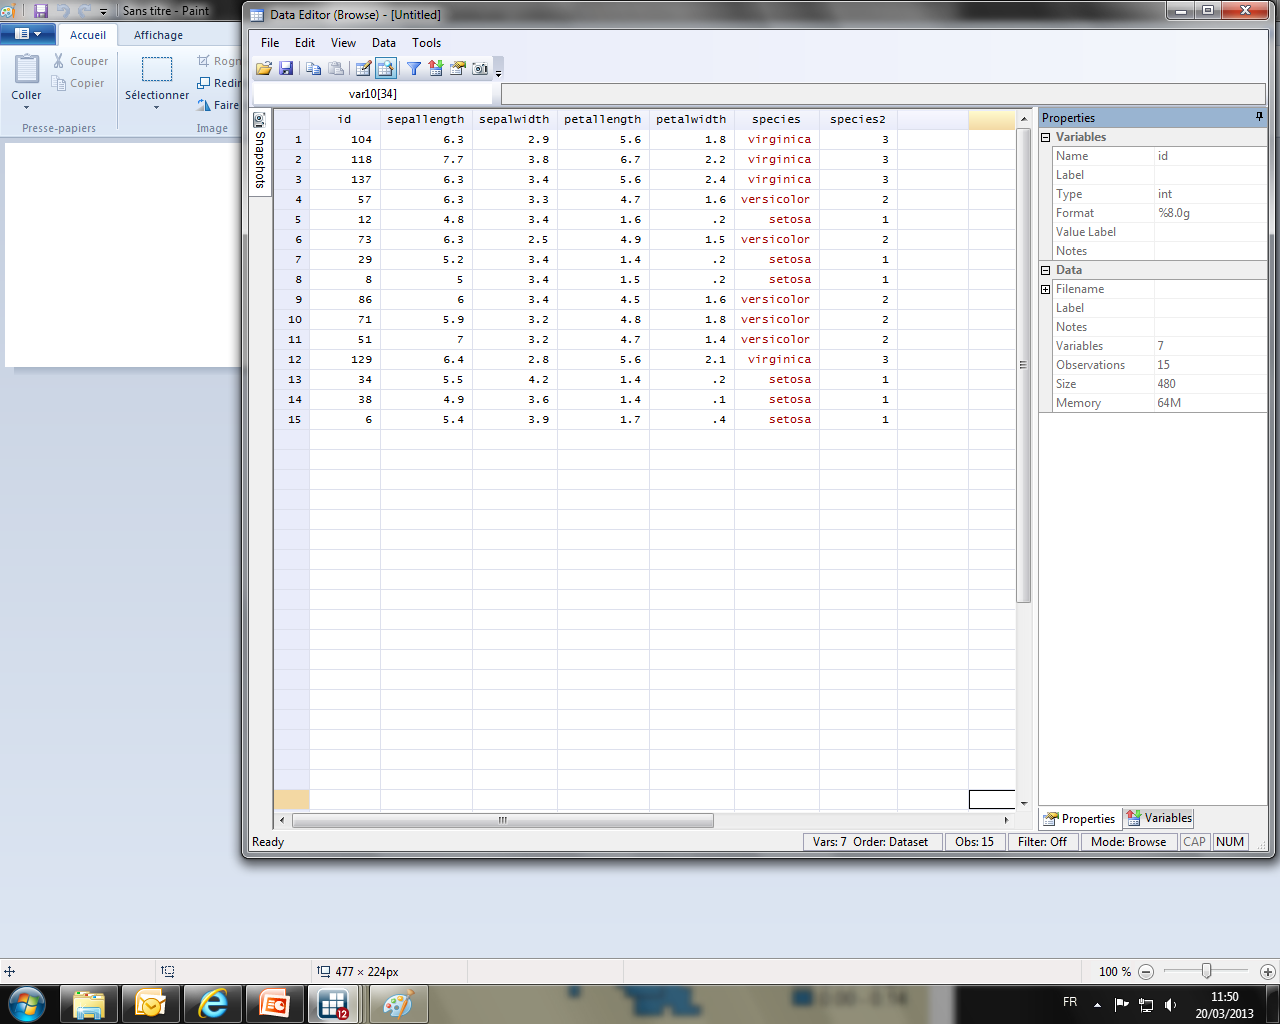 Sans titre - Paint
Accueil Affichage
Coller
Couper
Copier
Presse-papiers
Sélectionner
Faire
Image
Data Editor (Browse) - [Untitled]
File Edit View Data Tools
var10[34]
Snapshots
id sepallength sepalwidth petallength petalwidth species species2
1 104 6.3 2.9 5.6 1.8 virginica 3
2 118 7.7 3.8 6.7 2.2 virginica 3
3 137 6.3 3.4 5.6 2.4 virginica 3
4 57 6.3 3.3 4.7 1.6 versicolor 2
5 12 4.8 3.4 1.6 .2 setosa 1
6 73 6.3 2.5 4.9 1.5 versicolor 2
7 29 5.2 3.4 1.4 .2 setosa 1
8 8 5 3.4 1.5 .2 setosa 1
9 86 6 3.4 4.5 1.6 versicolor 2
10 71 5.9 3.2 4.8 1.8 versicolor 2
11 51 7 3.2 4.7 1.4 versicolor 2
12 129 6.4 2.8 5.6 2.1 virginica 3
13 34 5.5 4.2 1.4 .2 setosa 1
14 38 4.9 3.6 1.4 .1 setosa 1
15 6 5.4 3.9 1.7 .4 setosa 1
Properties
Variables
Name id
Label
Type int
Format %8.0g
Value Label
Notes
Data
Filename
Label
Notes
Variables 7
Observations 15
Size 480
Memory 64M
Properties Variables
Ready Vars: 7 Order: Dataset Obs: 15 Filter: Off Mode: Browse CAP NUM
477 × 224px 100 %
12
FR
11:50
20/03/2013